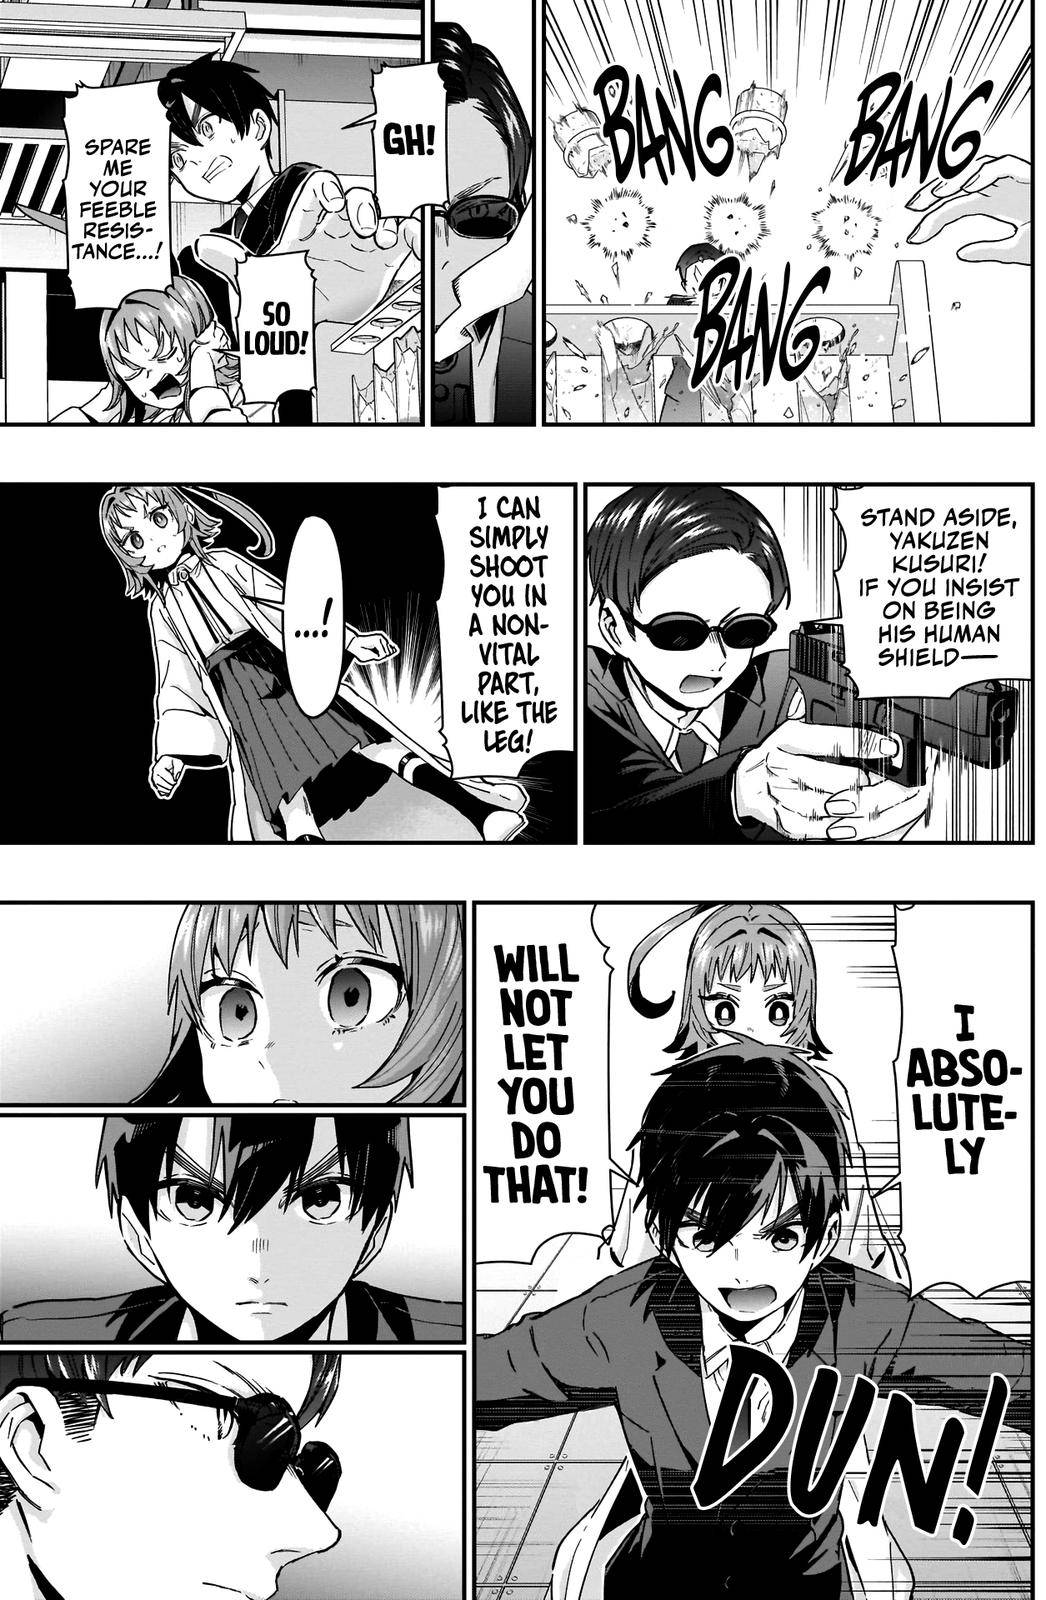 BANG
BANG
BANG
GH!
SPARE
ME
YOUR
FEEBLE
RESIS-
TANCE...!
SO
LOUD!
STAND ASIDE,
YAKUZEN
KUSURI!
IF YOU INSIST
ON BEING
HIS HUMAN
SHIELD—
I CAN
SIMPLY
SHOOT
YOU IN
A NON-
VITAL
PART,
LIKE THE
LEG!
...!
I
ABSO-
LUTE-
LY
WILL
NOT
LET
YOU
DO
THAT!
DUN!